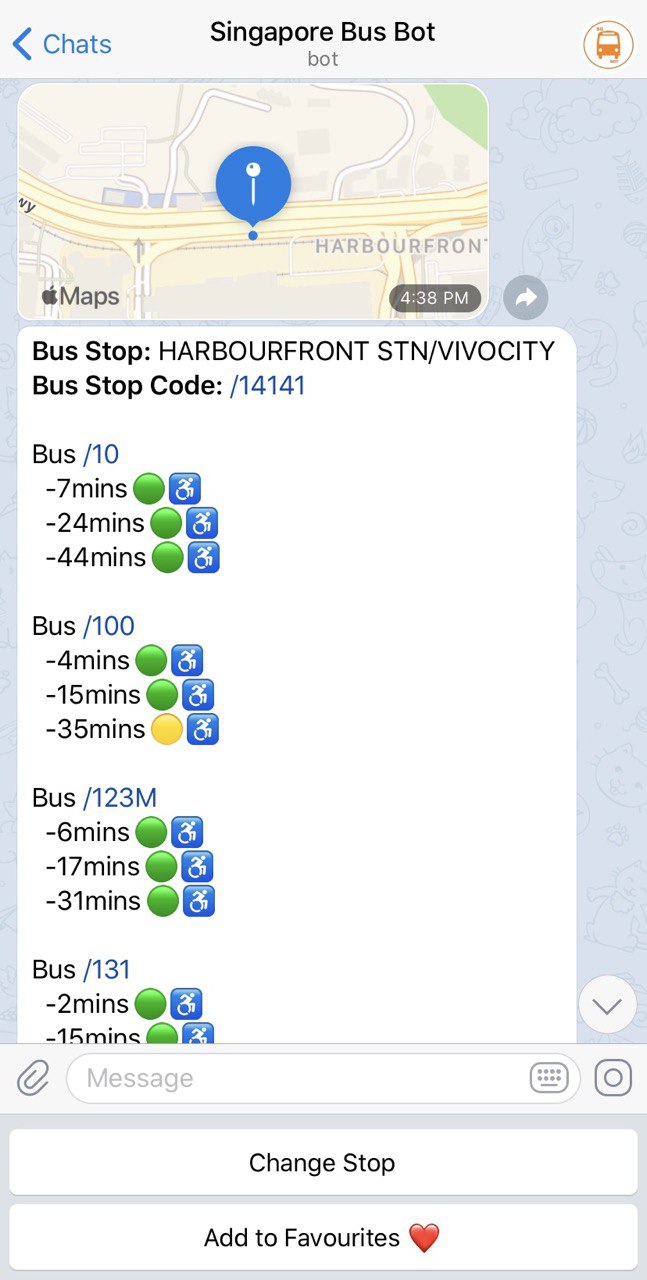 Chats
Singapore Bus Bot
bot
wy
HARBOURFRONT
Maps
4:38 PM
Bus Stop: HARBOURFRONT STN/VIVOCITY
Bus Stop Code: /14141
Bus /10
-7mins 🟢♿
-24mins 🟢♿
-44mins 🟢♿
Bus /100
-4mins 🟢♿
-15mins 🟢♿
-35mins 🟡♿
Bus /123M
-6mins 🟢♿
-17mins 🟢♿
-31mins 🟢♿
Bus /131
-2mins 🟢♿
-15mins 🟢♿
Message
Change Stop
Add to Favourites ❤️